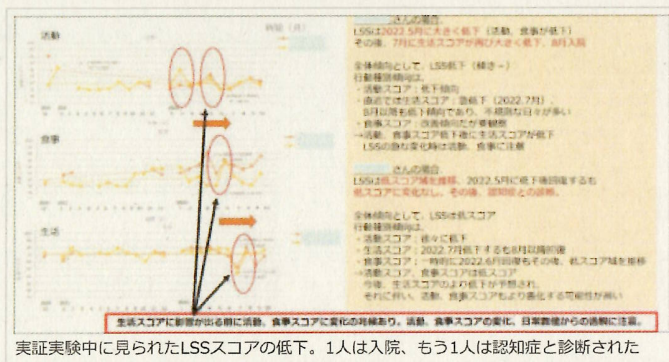 時間（月）
活動
食事
生活
さんの場合
LSSは2022.5月に大きく低下（活動、食事が低下）
その後、7月に生活スコアが再び大きく低下、8月入院
全体傾向として、LSS低下（傾き－）
行動種別傾向は、
・活動スコア：低下傾向
・直近では生活スコア：急低下（2022.7月）、
8月以降も低下傾向であり、不規則な日々が多い
・食事スコア：改善傾向だが要観察
→活動、食事スコア低下後に生活スコアが低下
LSSの急な変化時は活動、食事に注意
さんの場合
LSSは低スコア域を推移、2022.5月に低下後回復するも
低スコアに変化なし。その後、認知症との診断。
全体傾向として、LSSは低スコア
行動種別傾向は、
・活動スコア：徐々に低下
・生活スコア：2022.7月低下するも8月以降回復
・食事スコア：一時的に2022.6月回復もその後、低スコア域を推移
→活動スコア、食事スコアは低スコア
今後、生活スコアのより低下が予想され、
それに伴い、活動、食事スコアもより悪化する可能性が高い
生活スコアに影響が出る前に活動、食事スコアに変化の兆候あり。活動、食事スコアの変化、日常数値からの過剰に注意。
実証実験中に見られたLSSスコアの低下。1人は入院、もう1人は認知症と診断された